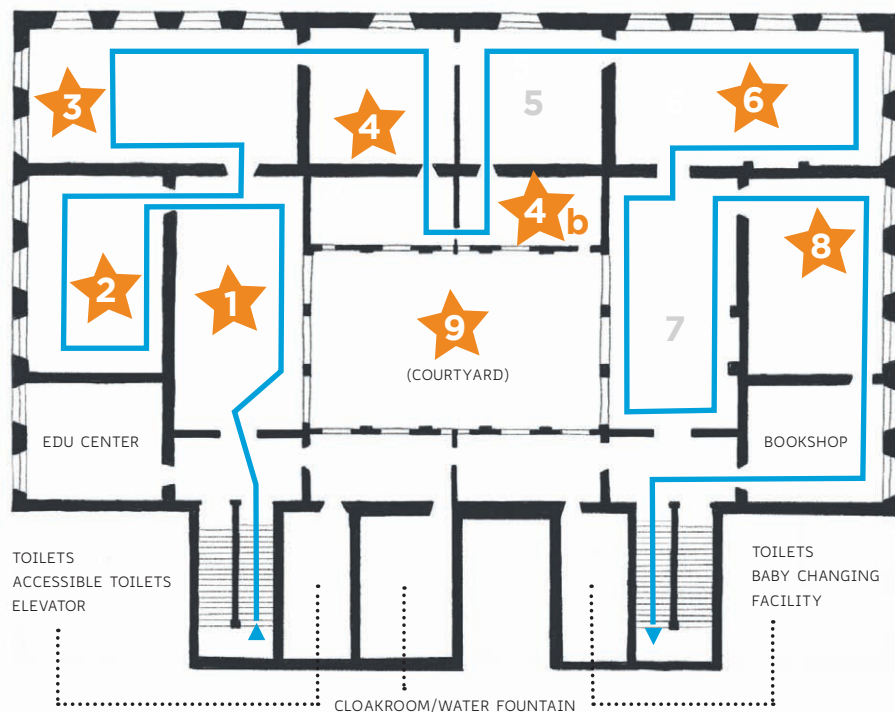 3
4
5
6
4
b
2
1
9
(COURTYARD)
7
8
EDU CENTER
BOOKSHOP
TOILETS
ACCESSIBLE TOILETS
ELEVATOR
TOILETS
BABY CHANGING
FACILITY
CLOAKROOM/WATER FOUNTAIN